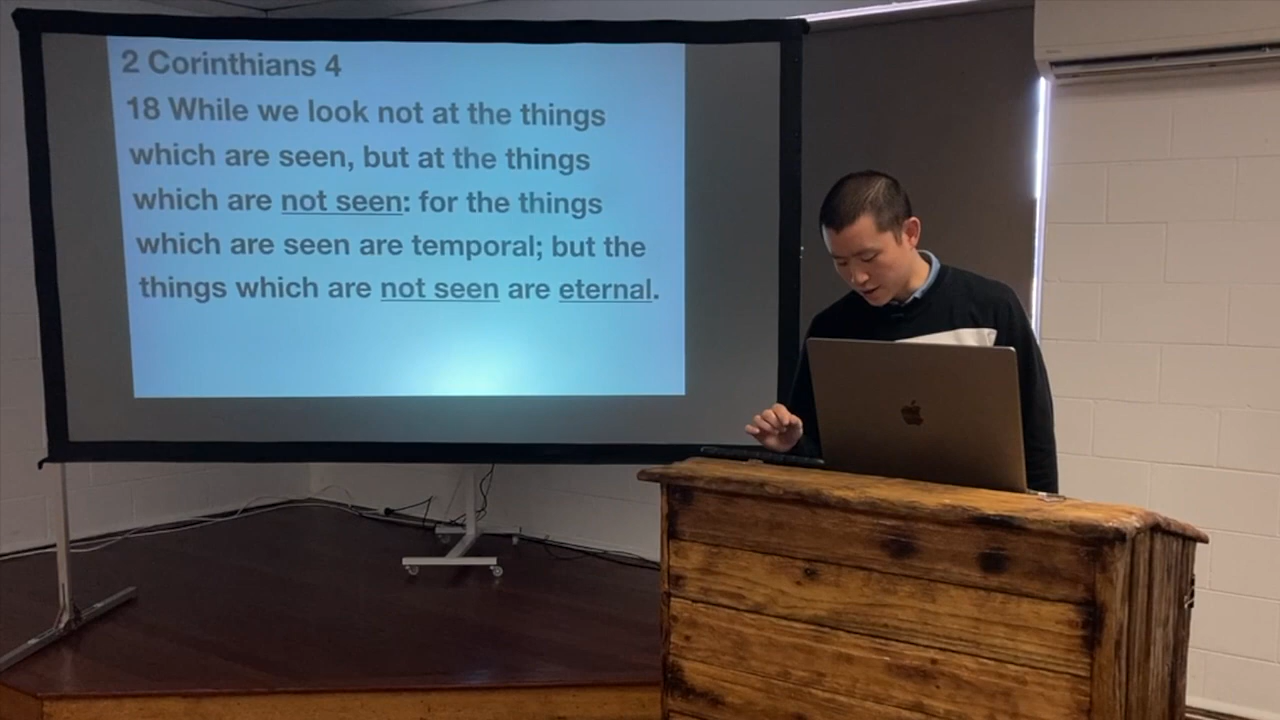 2 Corinthians 4
18 While we look not at the things
which are seen, but at the things
which are not seen: for the things
which are seen are temporal; but the
things which are not seen are eternal.